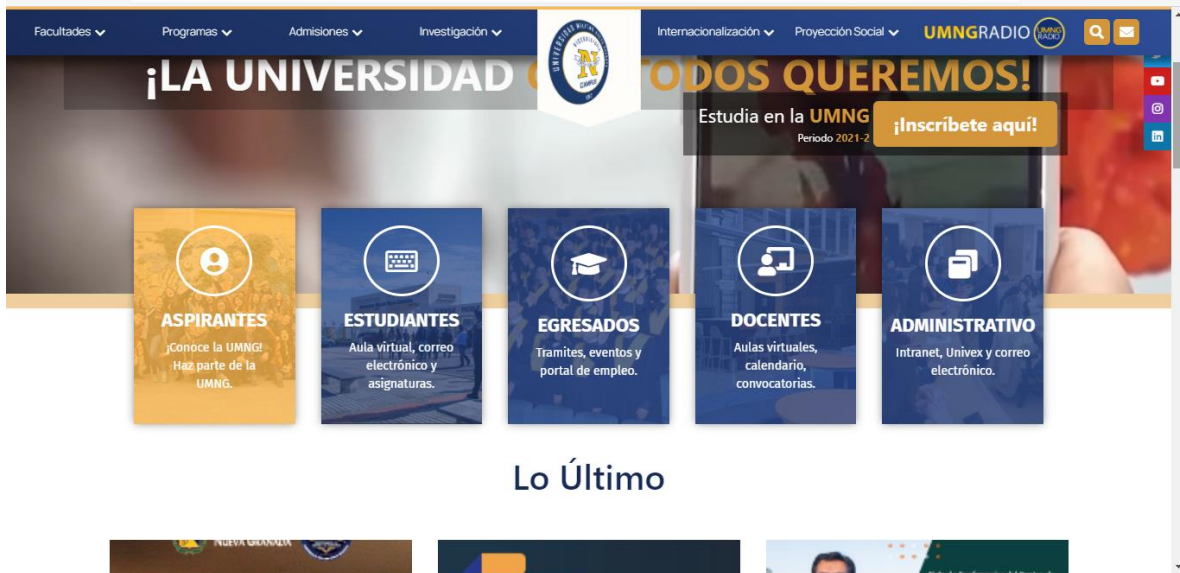 Facultades
Programas
Admisiones
Investigación
Internacionalización
Proyección Social
UMNGRADIO
UMNG
RADIO
¡LA UNIVERSIDAD
TODOS QUEREMOS!
Estudia en la UMNG
Periodo 2021-2
¡Inscríbete aquí!
ASPIRANTES
¡Conoce la UMNG!
Haz parte de la
UMNG.
ESTUDIANTES
Aula virtual, correo
electrónico y
asignaturas.
EGRESADOS
Tramites, eventos y
portal de empleo.
DOCENTES
Aulas virtuales,
calendario,
convocatorias.
ADMINISTRATIVO
Intranet, Univex y correo
electrónico.
Lo Último
NUEVA GRANADA